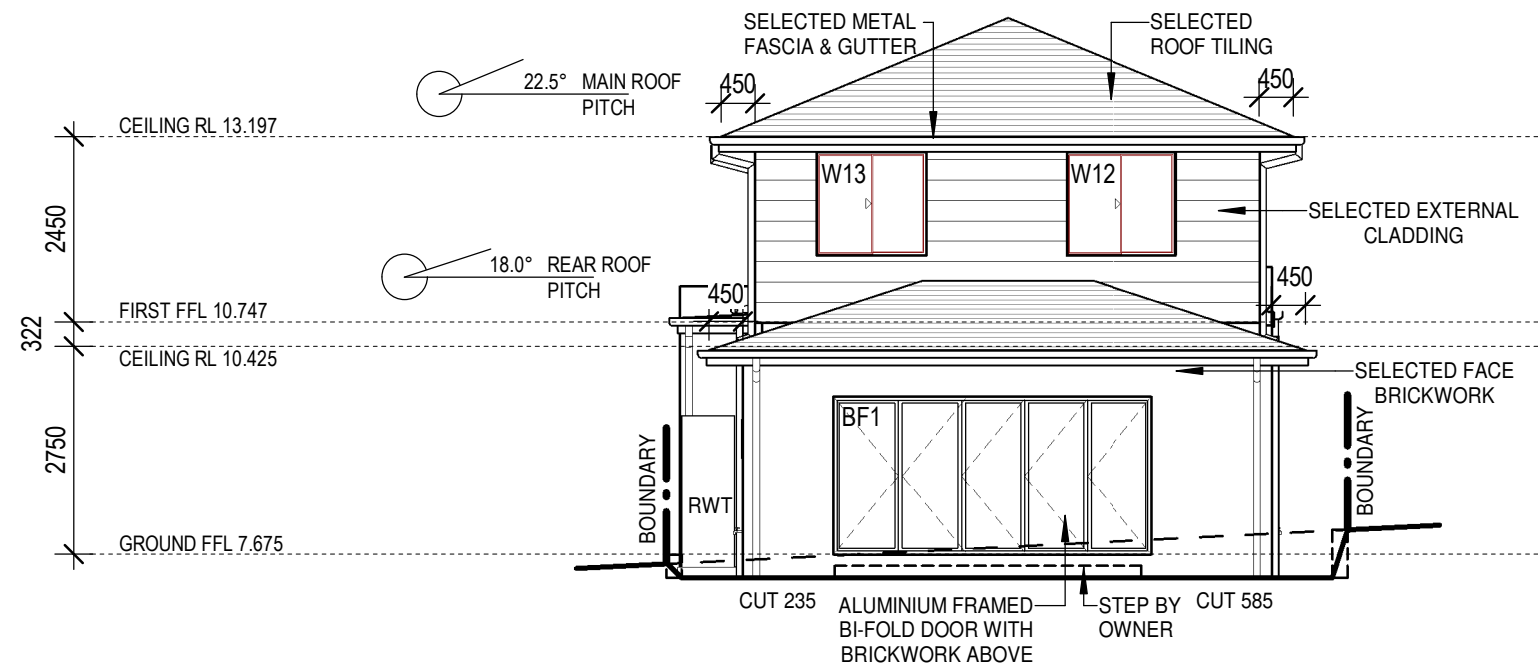 SELECTED METAL
FASCIA & GUTTER
SELECTED
ROOF TILING
22.5° MAIN ROOF
PITCH
450
450
CEILING RL 13.197
W13
W12
2450
SELECTED EXTERNAL
CLADDING
18.0° REAR ROOF
PITCH
450
450
FIRST FFL 10.747
322
CEILING RL 10.425
SELECTED FACE
BRICKWORK
BF1
2750
BOUNDARY
BOUNDARY
RWT
GROUND FFL 7.675
CUT 235
ALUMINIUM FRAMED
BI-FOLD DOOR WITH
BRICKWORK ABOVE
STEP BY
OWNER
CUT 585